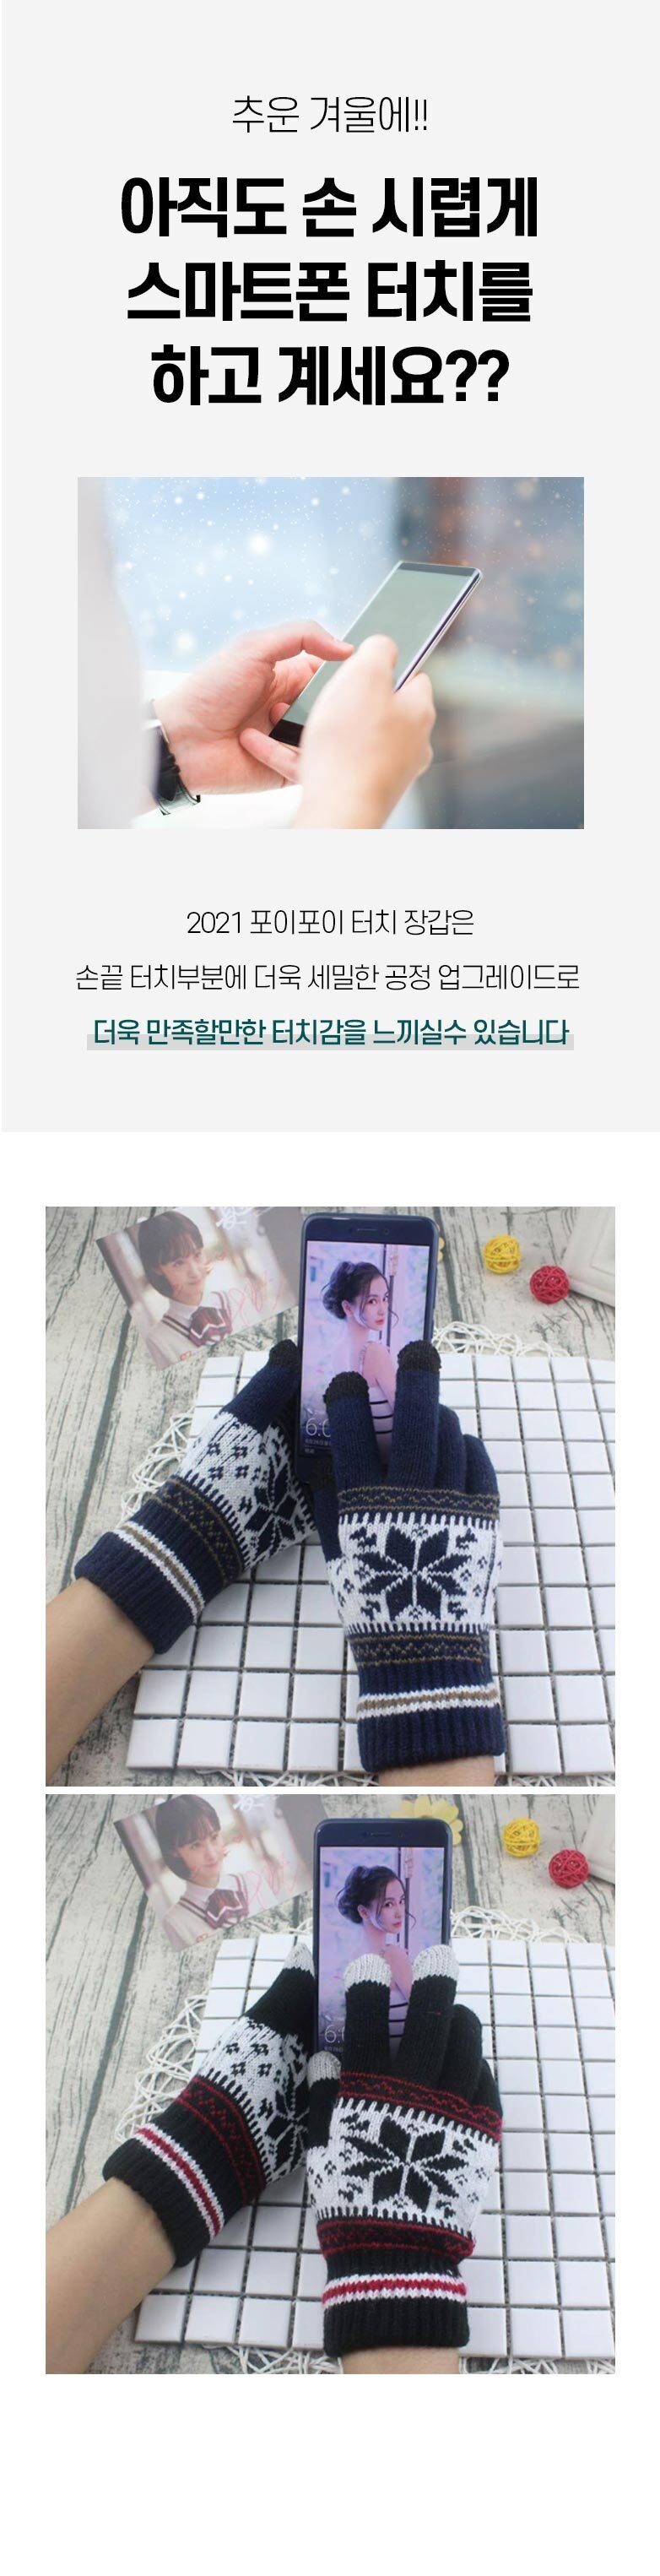 추운 겨울에!!
아직도 손 시렵게
스마트폰 터치를
하고 계세요??
2021 포이포이 터치 장갑은
손끝 터치부분에 더욱 세밀한 공정 업그레이드로
더욱 만족할만한 터치감을 느끼실수 있습니다